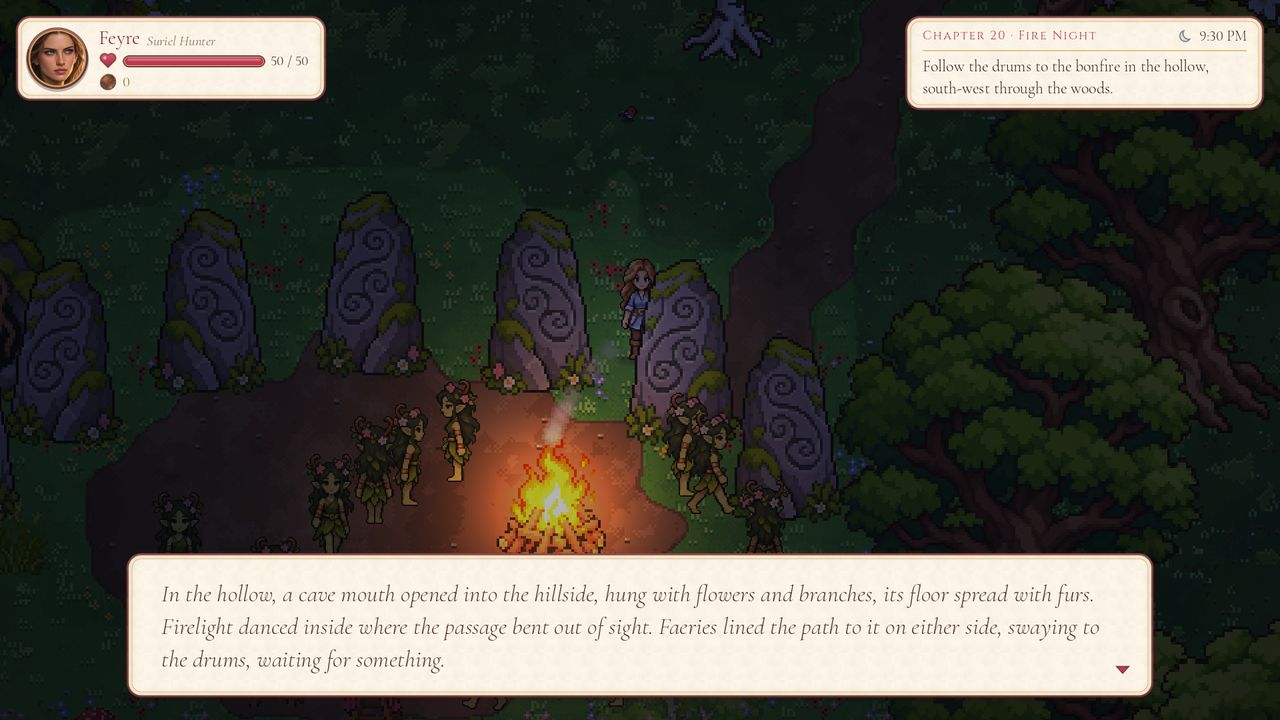 Feyre Suriel Hunter
50 / 50
0
CHAPTER 20 · FIRE NIGHT 9:30 PM
Follow the drums to the bonfire in the hollow,
south-west through the woods.
In the hollow, a cave mouth opened into the hillside, hung with flowers and branches, its floor spread with furs.
Firelight danced inside where the passage bent out of sight. Faeries lined the path to it on either side, swaying to
the drums, waiting for something.